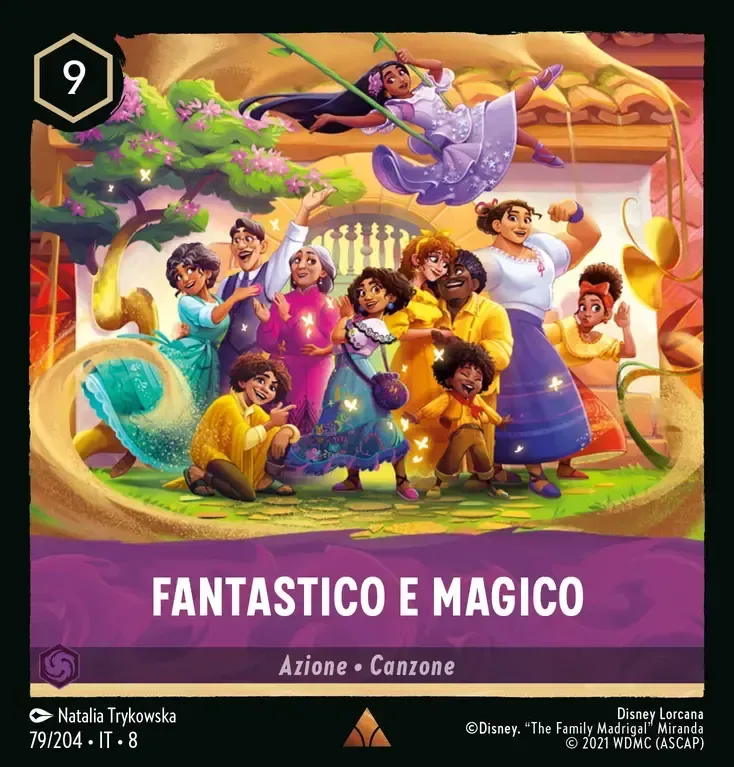 9
FANTASTICO E MAGICO
Azione • Canzone
Natalia Trykowska
79/204 • IT • 8
Disney Lorcana
©Disney. "The Family Madrigal" Miranda
© 2021 WDMC (ASCAP)